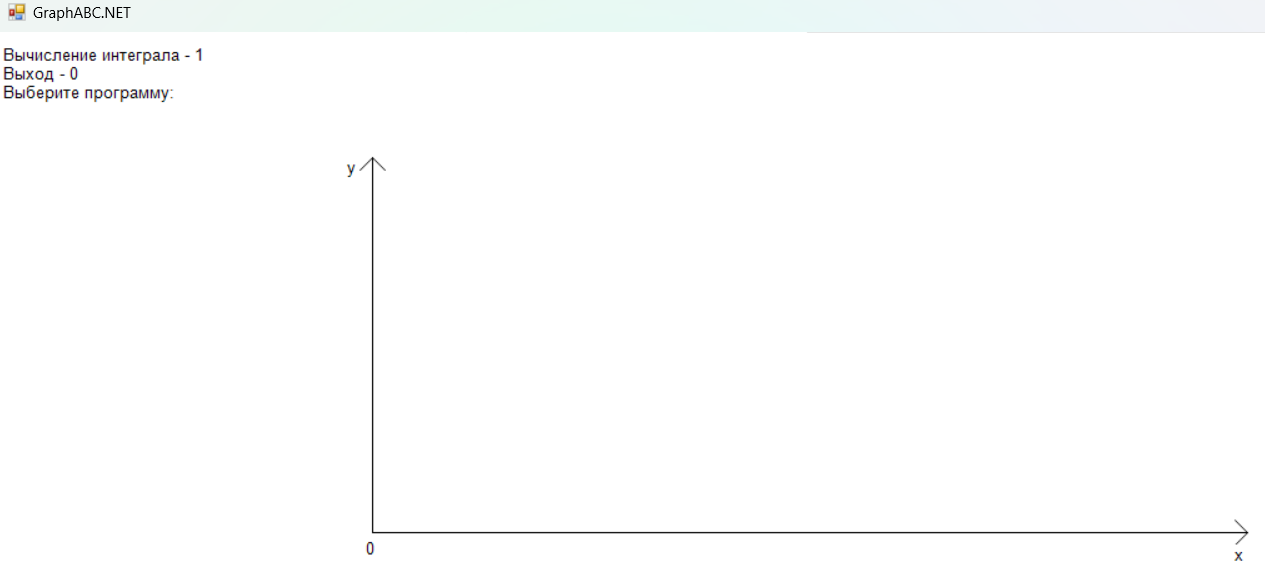 GraphABC.NET
Вычисление интеграла - 1
Выход - 0
Выберите программу:
y
0
x